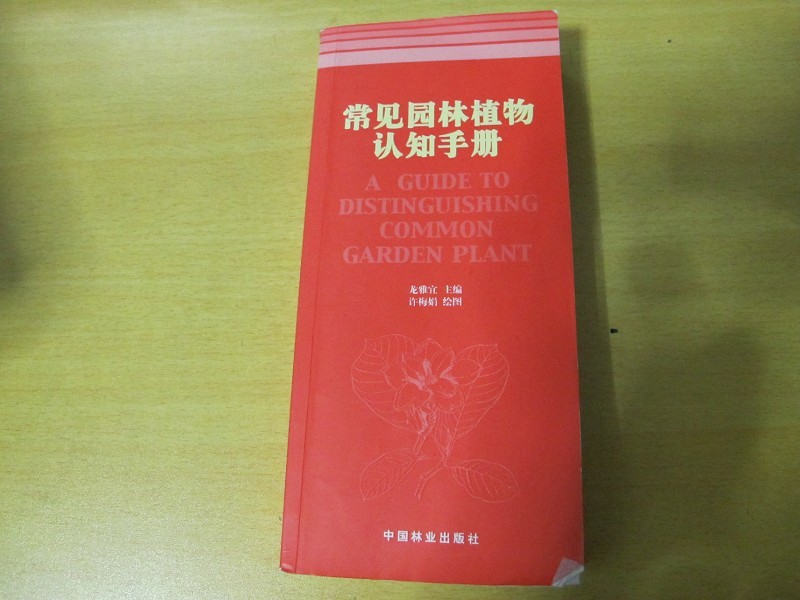 常见园林植物
认知手册
A GUIDE TO
DISTINGUISHING
COMMON
GARDEN PLANT
龙雅宜 主编
许梅娟 绘图
中国林业出版社